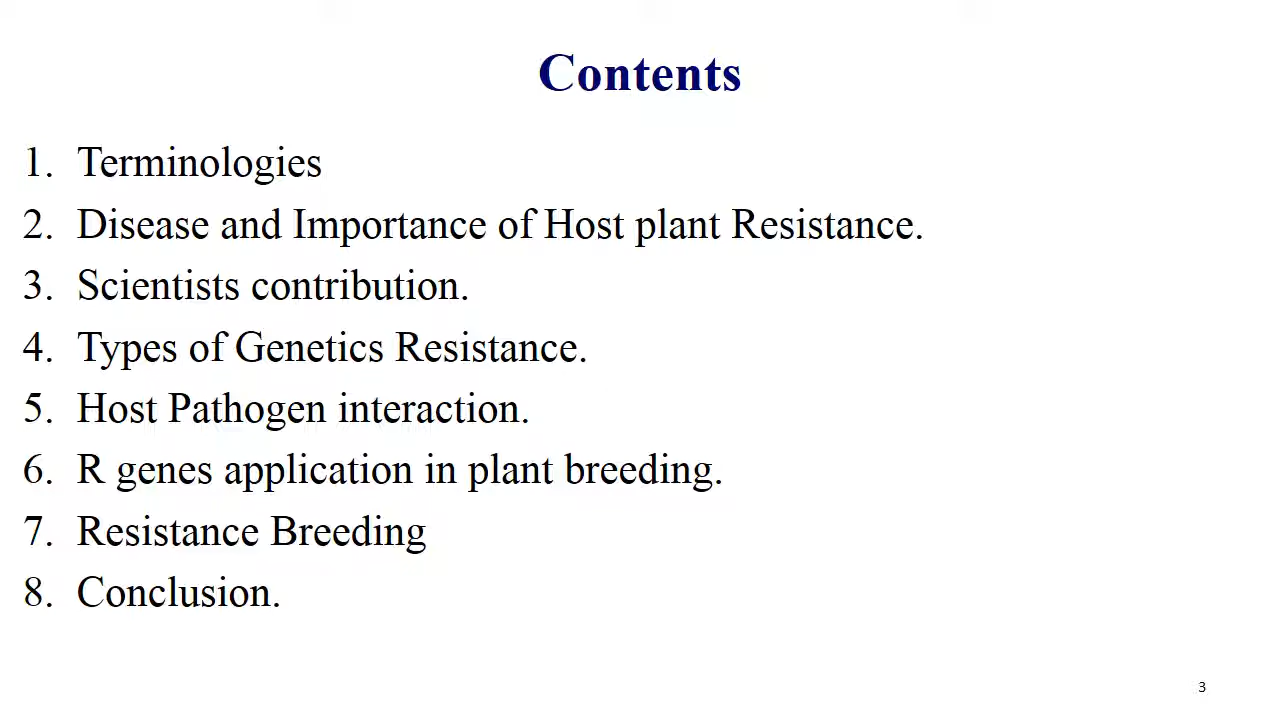 Contents
1. Terminologies
2. Disease and Importance of Host plant Resistance.
3. Scientists contribution.
4. Types of Genetics Resistance.
5. Host Pathogen interaction.
6. R genes application in plant breeding.
7. Resistance Breeding
8. Conclusion.
3